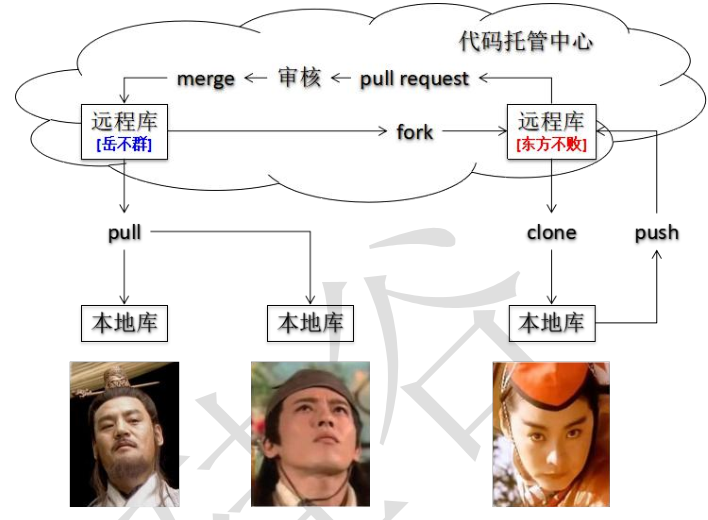 代码托管中心
merge
审核
pull request
远程库
[岳不群]
fork
远程库
[东方不败]
pull
clone
push
本地库
本地库
本地库